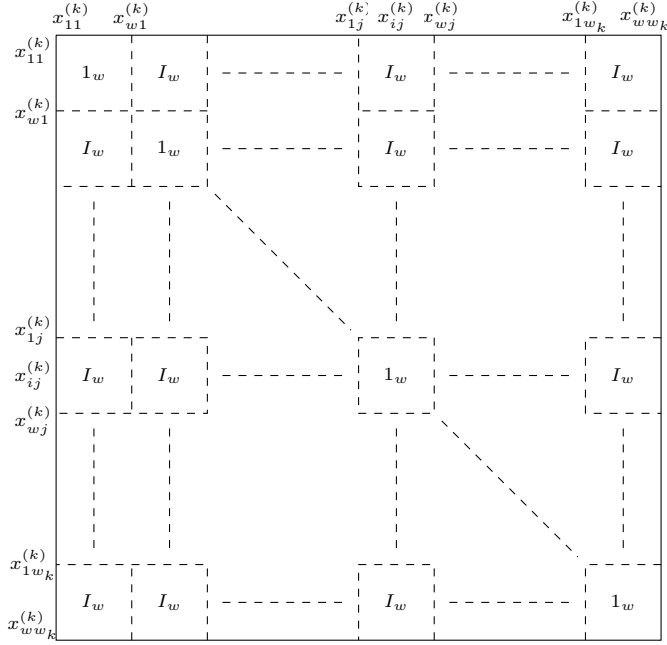 x_{11}^{(k)} x_{w1}^{(k)} x_{1j}^{(k)} x_{ij}^{(k)} x_{wj}^{(k)} x_{1w_k}^{(k)} x_{ww_k}^{(k)}
x_{11}^{(k)} 1_w I_w I_w I_w
x_{w1}^{(k)}
I_w 1_w I_w I_w
x_{1j}^{(k)}
x_{ij}^{(k)} I_w I_w 1_w I_w
x_{wj}^{(k)}
x_{1w_k}^{(k)}
I_w I_w I_w 1_w
x_{ww_k}^{(k)}